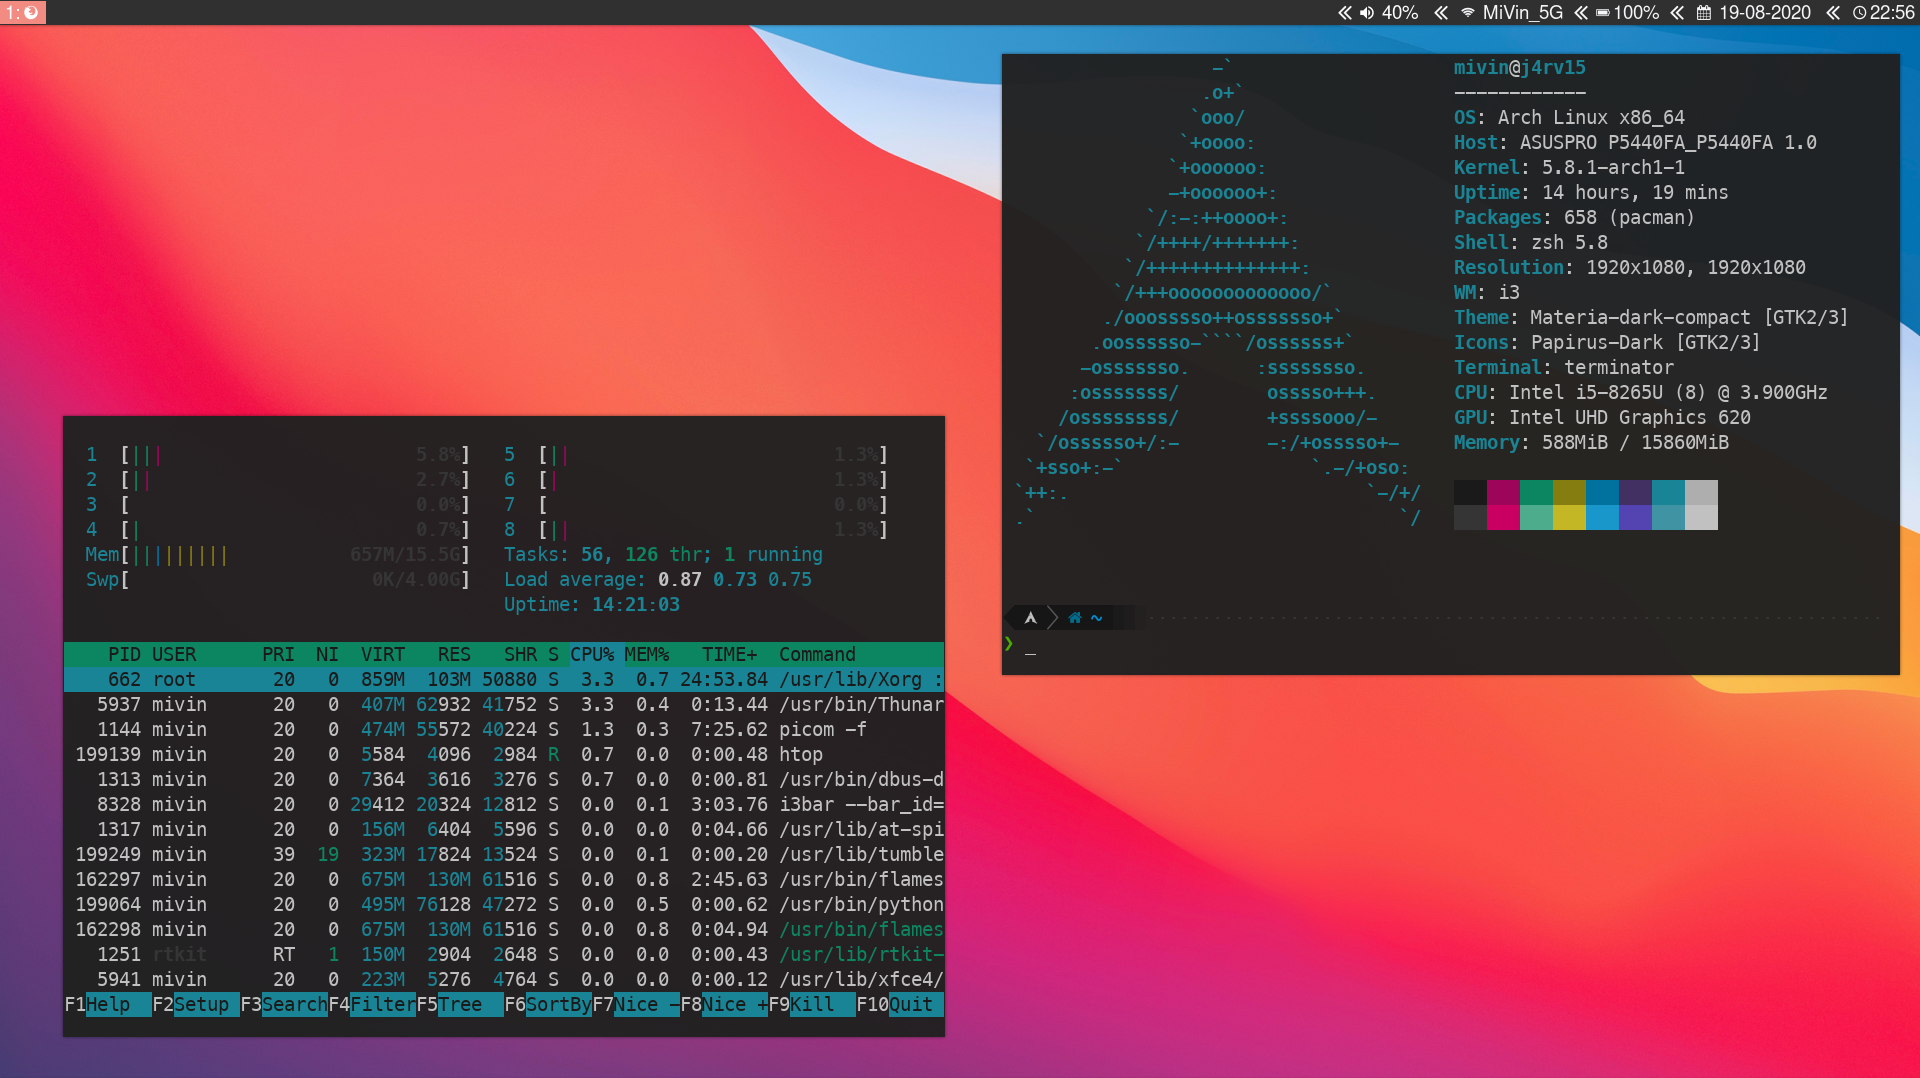 1:
40% MiVin_5G 100% 19-08-2020 22:56
mivin@j4rv15
------------
OS: Arch Linux x86_64
Host: ASUSPRO P5440FA_P5440FA 1.0
Kernel: 5.8.1-arch1-1
Uptime: 14 hours, 19 mins
Packages: 658 (pacman)
Shell: zsh 5.8
Resolution: 1920x1080, 1920x1080
WM: i3
Theme: Materia-dark-compact [GTK2/3]
Icons: Papirus-Dark [GTK2/3]
Terminal: terminator
CPU: Intel i5-8265U (8) @ 3.900GHz
GPU: Intel UHD Graphics 620
Memory: 588MiB / 15860MiB
~
❯ _
1 [||| 5.8%] 5 [|| 1.3%]
2 [|| 2.7%] 6 [| 1.3%]
3 [ 0.0%] 7 [ 0.0%]
4 [| 0.7%] 8 [|| 1.3%]
Mem[||||||||| 657M/15.5G] Tasks: 56, 126 thr; 1 running
Swp[ 0K/4.00G] Load average: 0.87 0.73 0.75
Uptime: 14:21:03
PID USER PRI NI VIRT RES SHR S CPU% MEM% TIME+ Command
662 root 20 0 859M 103M 50880 S 3.3 0.7 24:53.84 /usr/lib/Xorg :
5937 mivin 20 0 407M 62932 41752 S 3.3 0.4 0:13.44 /usr/bin/Thunar
1144 mivin 20 0 474M 55572 40224 S 1.3 0.3 7:25.62 picom -f
199139 mivin 20 0 5584 4096 2984 R 0.7 0.0 0:00.48 htop
1313 mivin 20 0 7364 3616 3276 S 0.7 0.0 0:00.81 /usr/bin/dbus-d
8328 mivin 20 0 29412 20324 12812 S 0.0 0.1 3:03.76 i3bar --bar_id=
1317 mivin 20 0 156M 6404 5596 S 0.0 0.0 0:04.66 /usr/lib/at-spi
199249 mivin 39 19 323M 17824 13524 S 0.0 0.1 0:00.20 /usr/lib/tumble
162297 mivin 20 0 675M 130M 61516 S 0.0 0.8 2:45.63 /usr/bin/flames
199064 mivin 20 0 495M 76128 47272 S 0.0 0.5 0:00.62 /usr/bin/python
162298 mivin 20 0 675M 130M 61516 S 0.0 0.8 0:04.94 /usr/bin/flames
1251 rtkit RT 1 150M 2904 2648 S 0.0 0.0 0:00.43 /usr/lib/rtkit-
5941 mivin 20 0 223M 5276 4764 S 0.0 0.0 0:00.12 /usr/lib/xfce4/
F1Help F2Setup F3SearchF4FilterF5Tree F6SortByF7Nice -F8Nice +F9Kill F10Quit